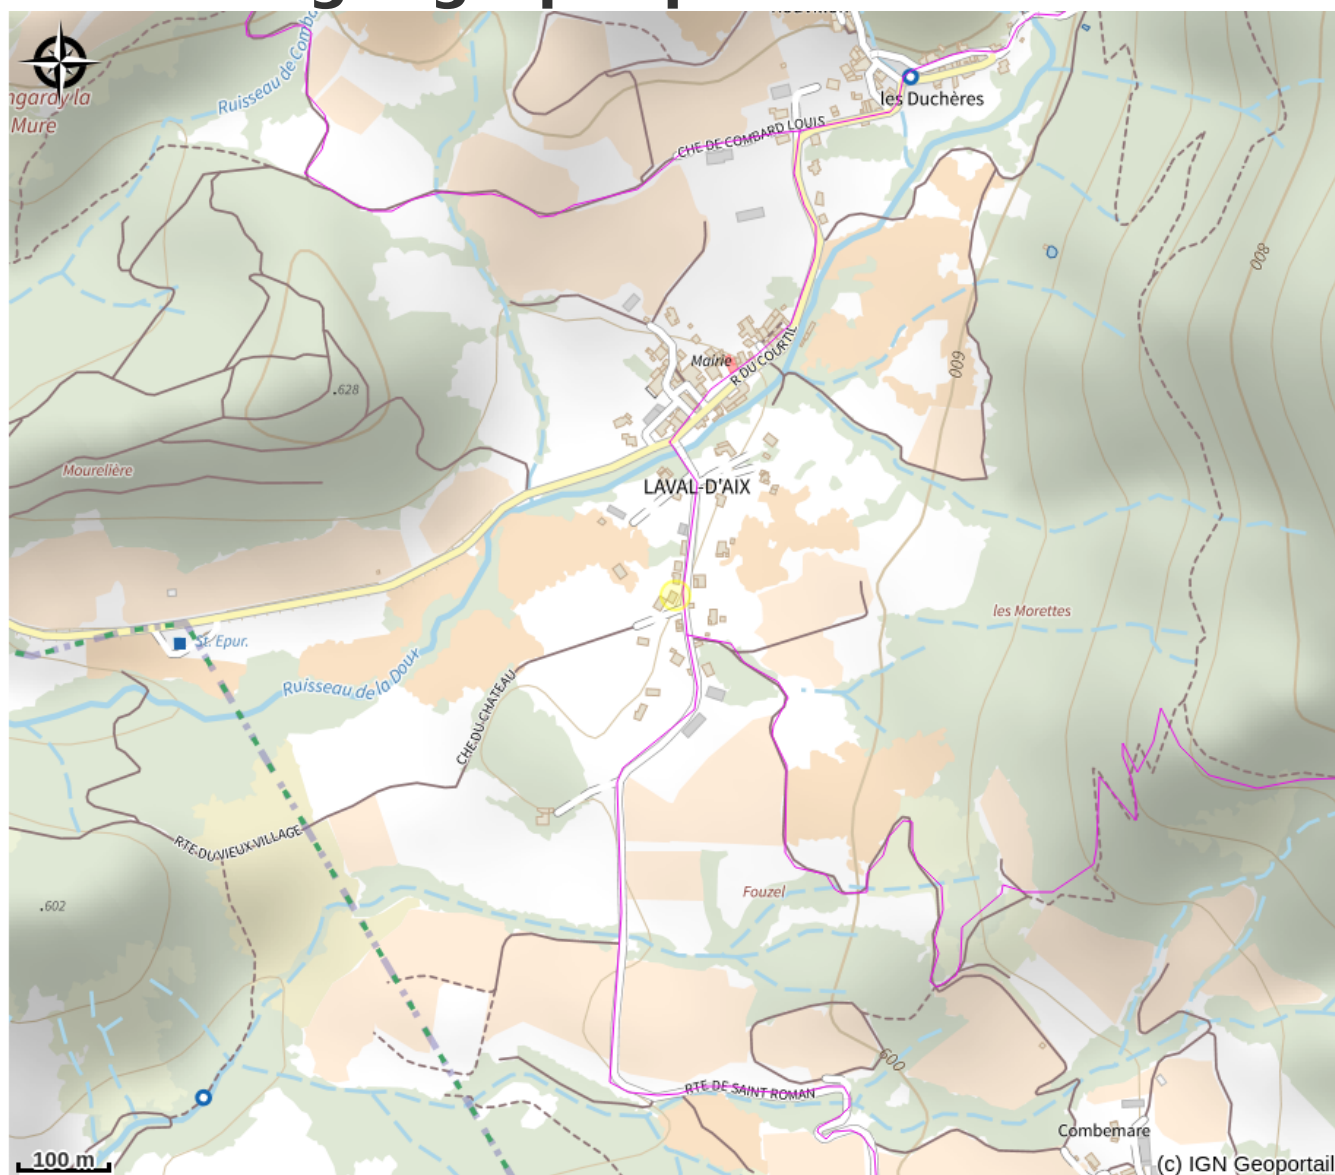 les Duchères
Ruisseau de Comba
ngardy la
Mure
CHE DE COMBARD LOUIS
800
Mairie
R DU COURTIL
600
.628
Mourelière
LAVAL-D'AIX
les Morettes
St. Epur.
Ruisseau de la Doux
CHE DU CHATEAU
RTE DU VIEUX VILLAGE
Fouzel
.602
600
RTE DE SAINT ROMAN
Combemare
100 m
(c) IGN Geoportail